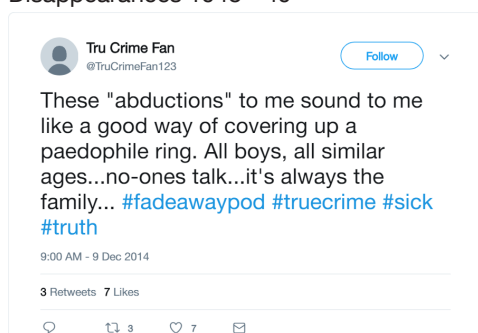 Disappearances 1945 – 49
Tru Crime Fan
@TruCrimeFan123
Follow
These "abductions" to me sound to me
like a good way of covering up a
paedophile ring. All boys, all similar
ages...no-ones talk...it's always the
family... #fadeawaypod #truecrime #sick
#truth
9:00 AM - 9 Dec 2014
3 Retweets 7 Likes
3 7